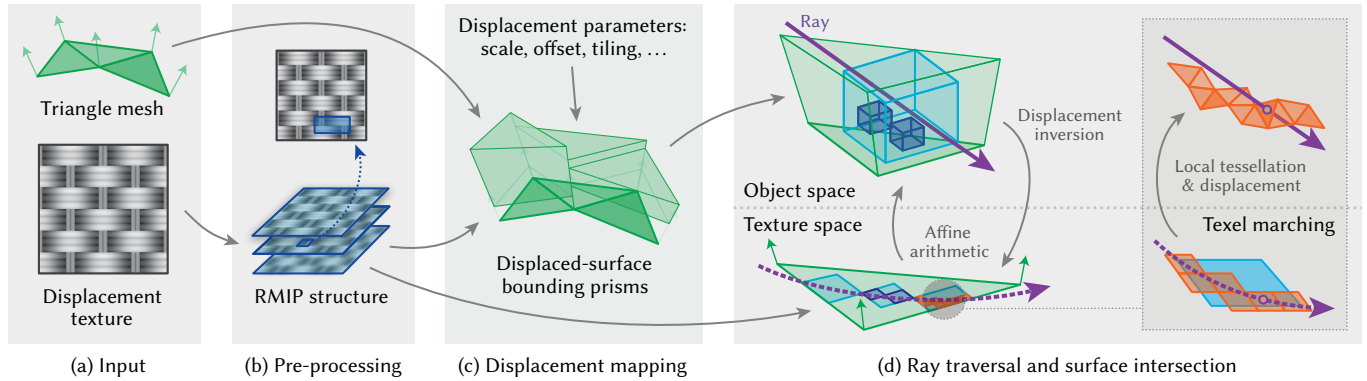 Triangle mesh
Displacement
texture
(a) Input
RMIP structure
(b) Pre-processing
Displacement parameters:
scale, offset, tiling, …
Displaced-surface
bounding prisms
(c) Displacement mapping
Ray
Displacement
inversion
Object space
Texture space
Affine
arithmetic
Local tessellation
& displacement
Texel marching
(d) Ray traversal and surface intersection